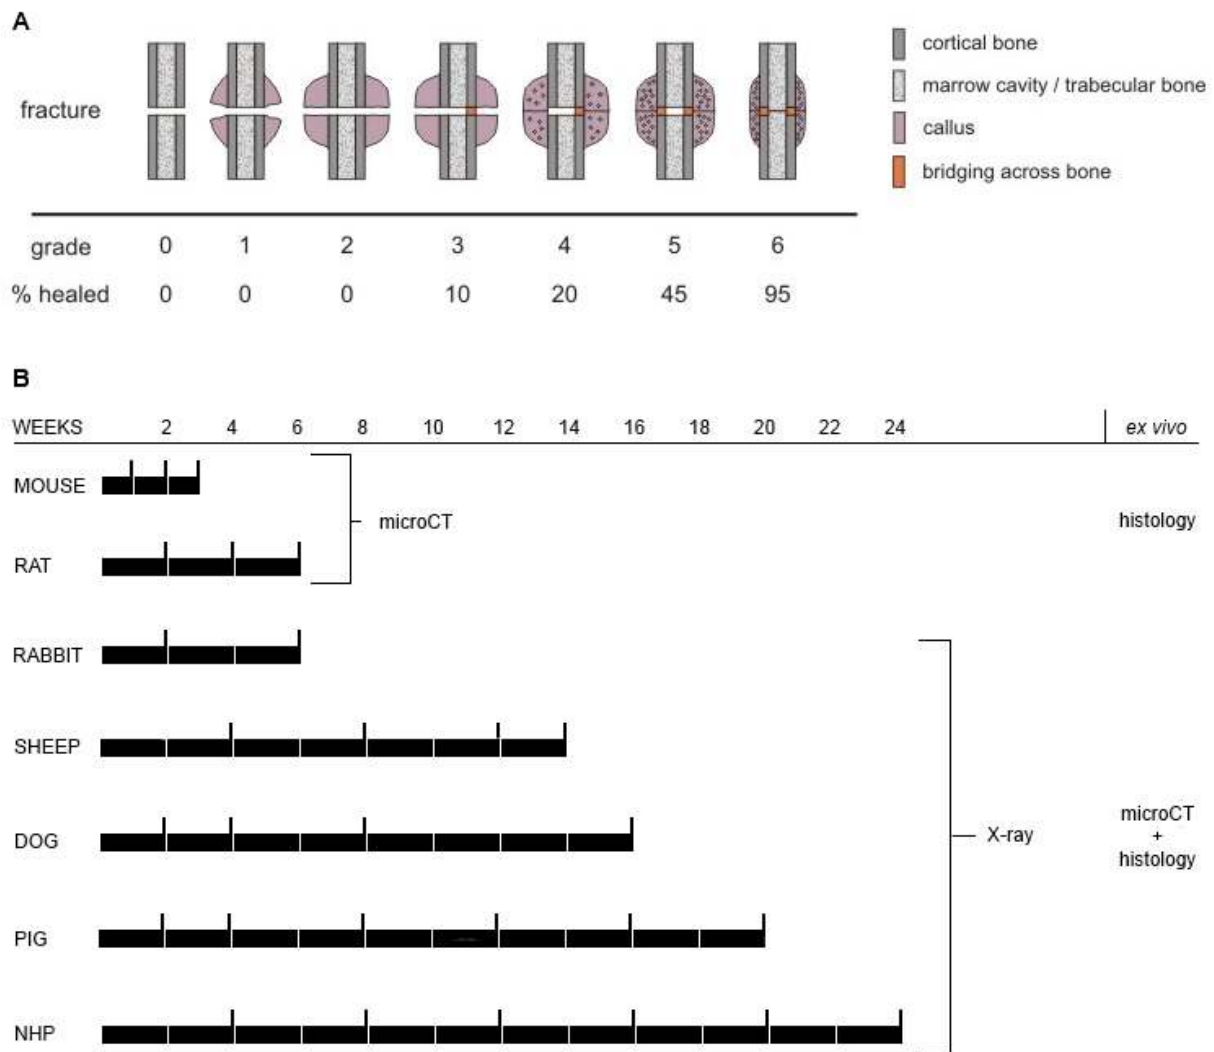 A
cortical bone
marrow cavity / trabecular bone
fracture
callus
bridging across bone
grade 0 1 2 3 4 5 6
% healed 0 0 0 10 20 45 95
B
WEEKS 2 4 6 8 10 12 14 16 18 20 22 24 ex vivo
MOUSE
microCT
histology
RAT
RABBIT
SHEEP
DOG
X-ray
microCT
+
histology
PIG
NHP